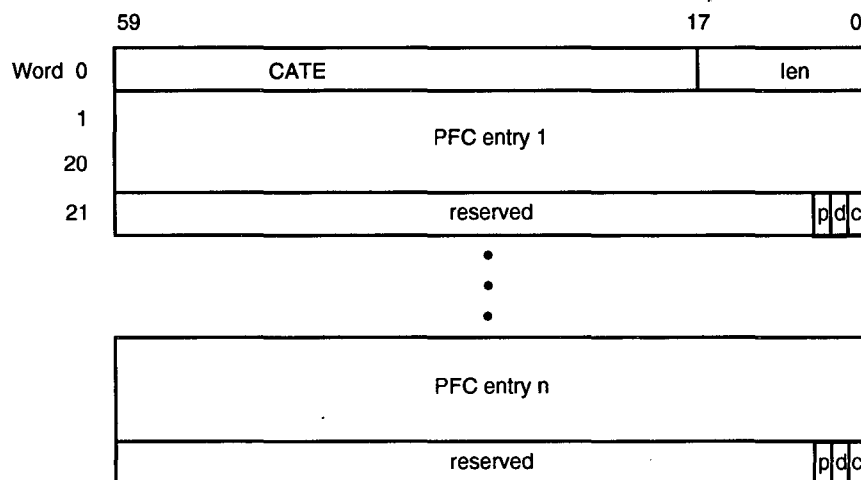 59 17 0
Word 0 CATE len
1
PFC entry 1
20
21 reserved p d c
PFC entry n
reserved p d c